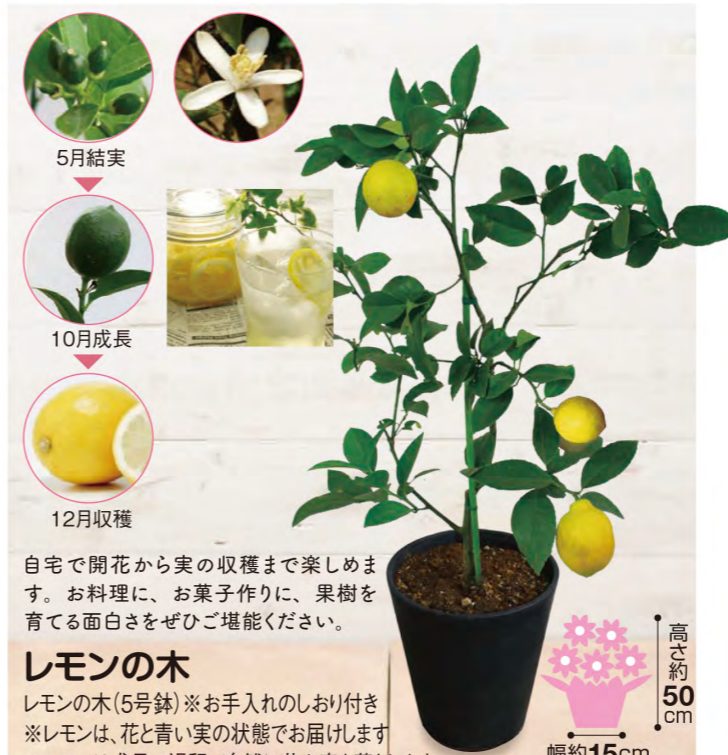 5月結実
10月成長
12月収穫
自宅で開花から実の収穫まで楽しめま
す。お料理に、お菓子作りに、果樹を
育てる面白さをぜひご堪能ください。
レモンの木
レモンの木(5号鉢)※お手入れのしおり付き
※レモンは、花と青い実の状態でお届けします
高さ約
50
cm
幅約15cm